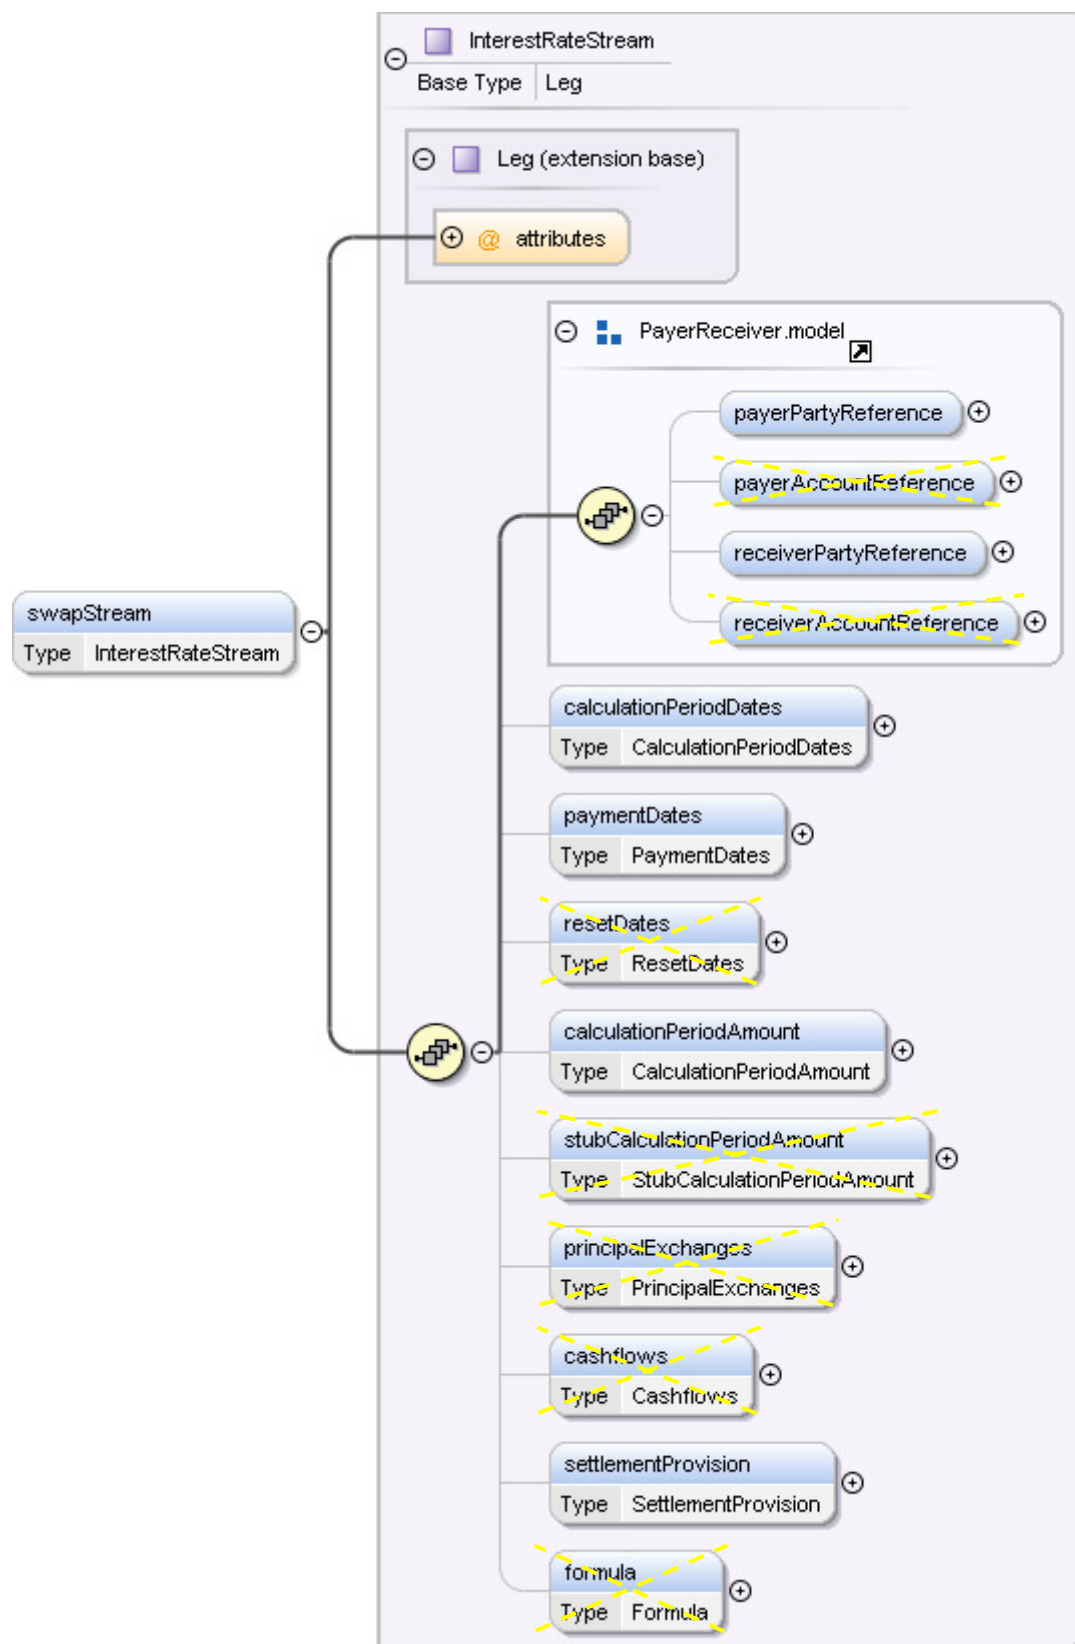 InterestRateStream
Base Type Leg
Leg (extension base)
@ attributes
PayerReceiver.model
payerPartyReference
payerAccountReference
receiverPartyReference
receiverAccountReference
swapStream
Type InterestRateStream
calculationPeriodDates
Type CalculationPeriodDates
paymentDates
Type PaymentDates
resetDates
Type ResetDates
calculationPeriodAmount
Type CalculationPeriodAmount
stubCalculationPeriodAmount
Type StubCalculationPeriodAmount
principalExchanges
Type PrincipalExchanges
cashflows
Type Cashflows
settlementProvision
Type SettlementProvision
formula
Type Formula